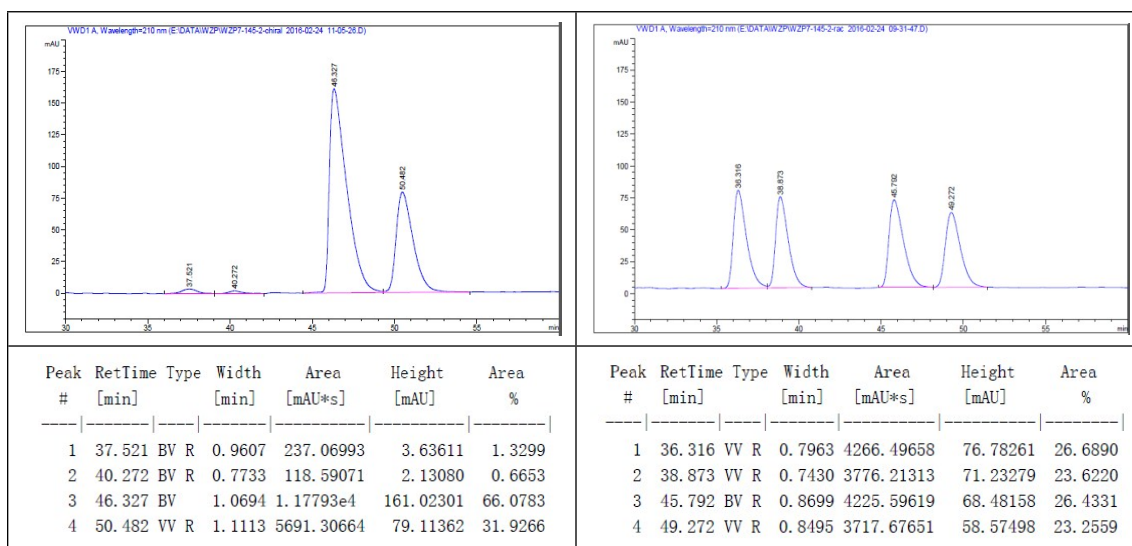 VWD1 A, Wavelength=210 nm (E:\DATA\WZP\WZP7-145-2-chiral 2016-02-24 11-05-26.D)
mAU
175
150
125
100
75
50
25
0
37.521
40.272
46.327
50.482
30 35 40 45 50 55 min
VWD1 A, Wavelength=210 nm (E:\DATA\WZP\WZP7-145-2-rac 2016-02-24 09-31-47.D)
mAU
175
150
125
100
75
50
25
0
36.316
38.873
45.792
49.272
30 35 40 45 50 55 min
Peak RetTime Type Width Area Height Area
# [min] [min] [mAU*s] [mAU] %
----|-------|----|-------|----------|----------|--------|
1 37.521 BV R 0.9607 237.06993 3.63611 1.3299
2 40.272 BV R 0.7733 118.59071 2.13080 0.6653
3 46.327 BV 1.0694 1.17793e4 161.02301 66.0783
4 50.482 VV R 1.1113 5691.30664 79.11362 31.9266
Peak RetTime Type Width Area Height Area
# [min] [min] [mAU*s] [mAU] %
----|-------|----|-------|----------|----------|--------|
1 36.316 VV R 0.7963 4266.49658 76.78261 26.6890
2 38.873 VV R 0.7430 3776.21313 71.23279 23.6220
3 45.792 BV R 0.8699 4225.59619 68.48158 26.4331
4 49.272 VV R 0.8495 3717.67651 58.57498 23.2559